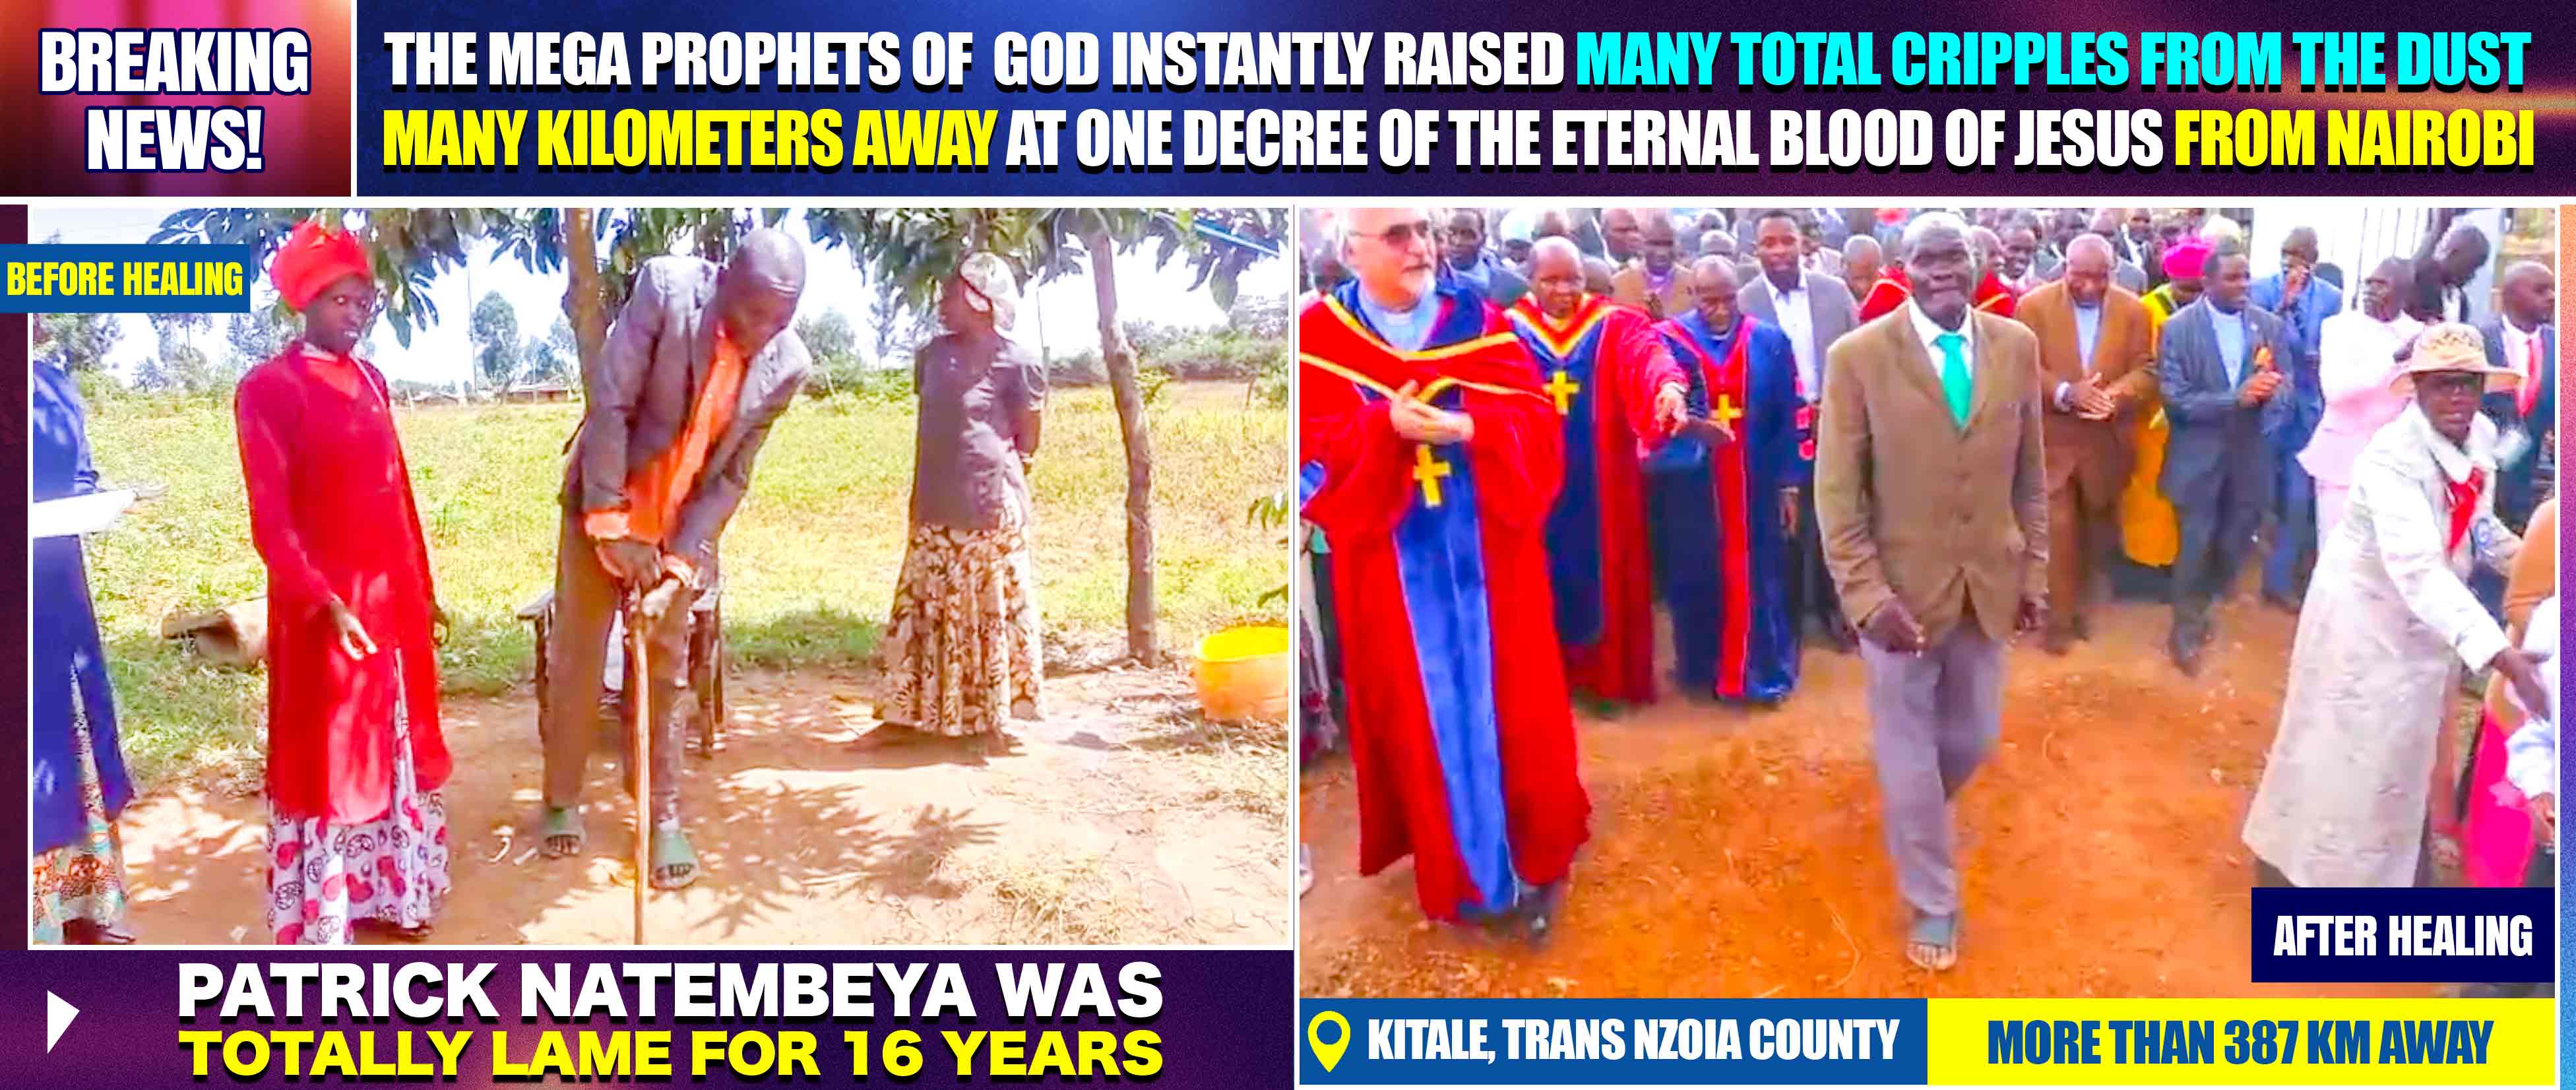 BREAKING
NEWS!
THE MEGA PROPHETS OF GOD INSTANTLY RAISED MANY TOTAL CRIPPLES FROM THE DUST
MANY KILOMETERS AWAY AT ONE DECREE OF THE ETERNAL BLOOD OF JESUS FROM NAIROBI
BEFORE HEALING
AFTER HEALING
PATRICK NATEMBEYA WAS
TOTALLY LAME FOR 16 YEARS
KITALE, TRANS NZOIA COUNTY
MORE THAN 387 KM AWAY